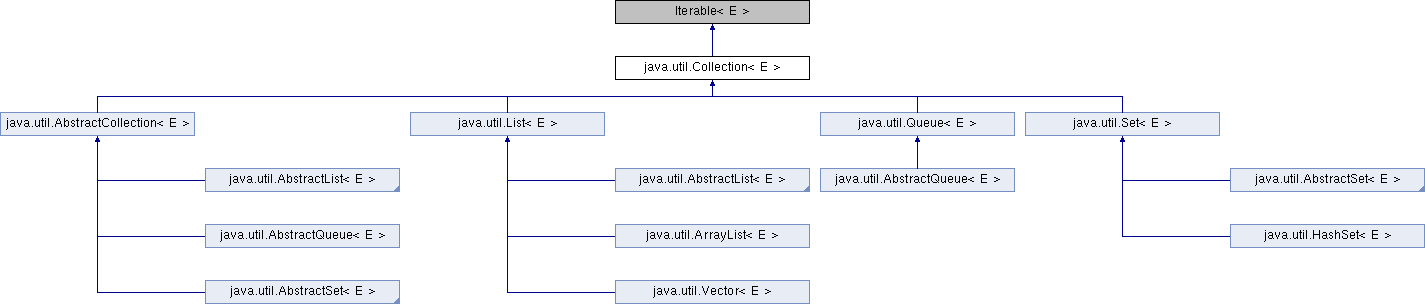 Iterable< E >
java.util.Collection< E >
java.util.AbstractCollection< E >
java.util.List< E >
java.util.Queue< E >
java.util.Set< E >
java.util.AbstractList< E >
java.util.AbstractList< E >
java.util.AbstractQueue< E >
java.util.AbstractSet< E >
java.util.AbstractQueue< E >
java.util.ArrayList< E >
java.util.HashSet< E >
java.util.AbstractSet< E >
java.util.Vector< E >